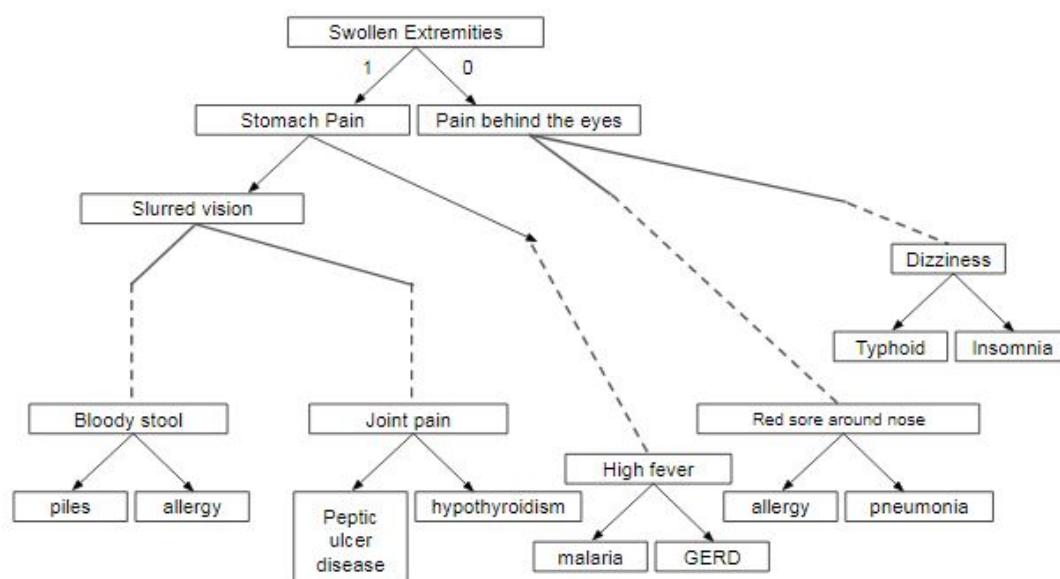 Swollen Extremities
1
0
Stomach Pain
Pain behind the eyes
Slurred vision
Dizziness
Typhoid
Insomnia
Bloody stool
Joint pain
Red sore around nose
High fever
piles
allergy
Peptic
ulcer
disease
hypothyroidism
malaria
GERD
allergy
pneumonia